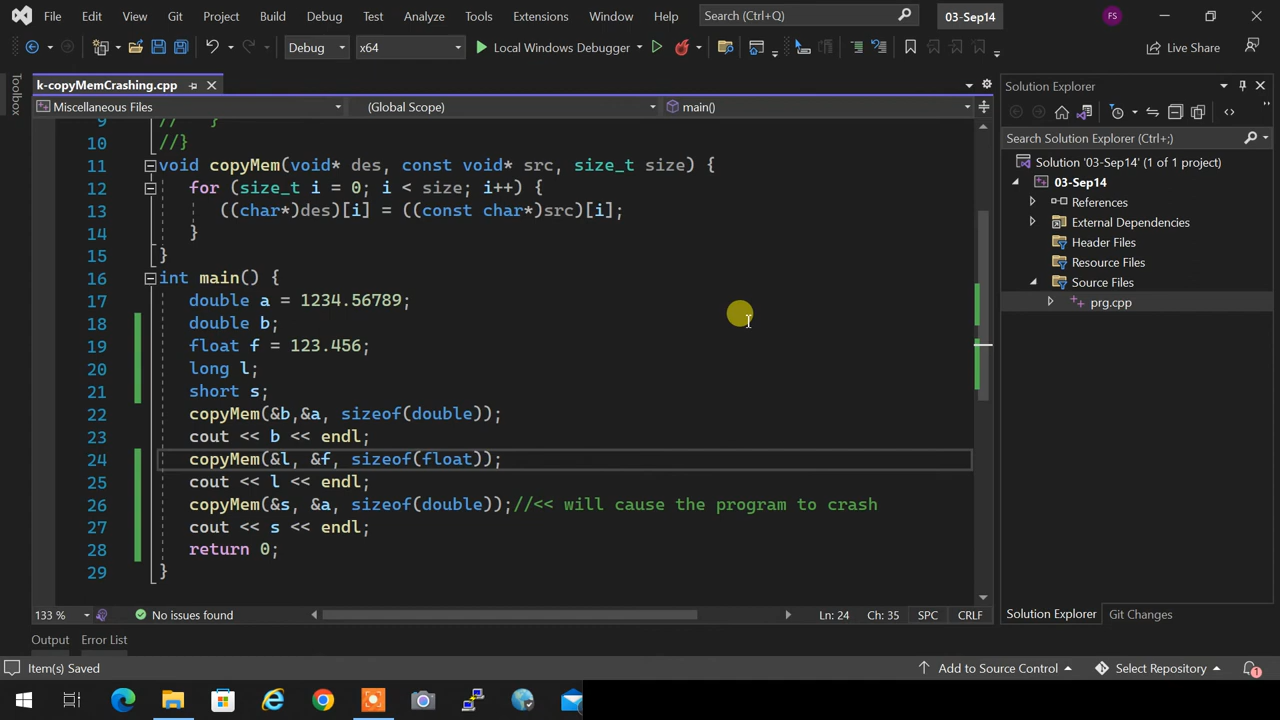 File Edit View Git Project Build Debug Test Analyze Tools Extensions Window Help Search (Ctrl+Q) 03-Sep14 FS
Debug x64 Local Windows Debugger Live Share
Toolbox
k-copyMemCrashing.cpp
Miscellaneous Files (Global Scope) main()
9 // }
10 //}
11 void copyMem(void* des, const void* src, size_t size) {
12 for (size_t i = 0; i < size; i++) {
13 ((char*)des)[i] = ((const char*)src)[i];
14 }
15 }
16 int main() {
17 double a = 1234.56789;
18 double b;
19 float f = 123.456;
20 long l;
21 short s;
22 copyMem(&b,&a, sizeof(double));
23 cout << b << endl;
24 copyMem(&l, &f, sizeof(float));
25 cout << l << endl;
26 copyMem(&s, &a, sizeof(double));//<< will cause the program to crash
27 cout << s << endl;
28 return 0;
29 }
133 % No issues found Ln: 24 Ch: 35 SPC CRLF
Solution Explorer
Search Solution Explorer (Ctrl+;)
Solution '03-Sep14' (1 of 1 project)
03-Sep14
References
External Dependencies
Header Files
Resource Files
Source Files
prg.cpp
Solution Explorer Git Changes
Output Error List
Item(s) Saved Add to Source Control Select Repository 1